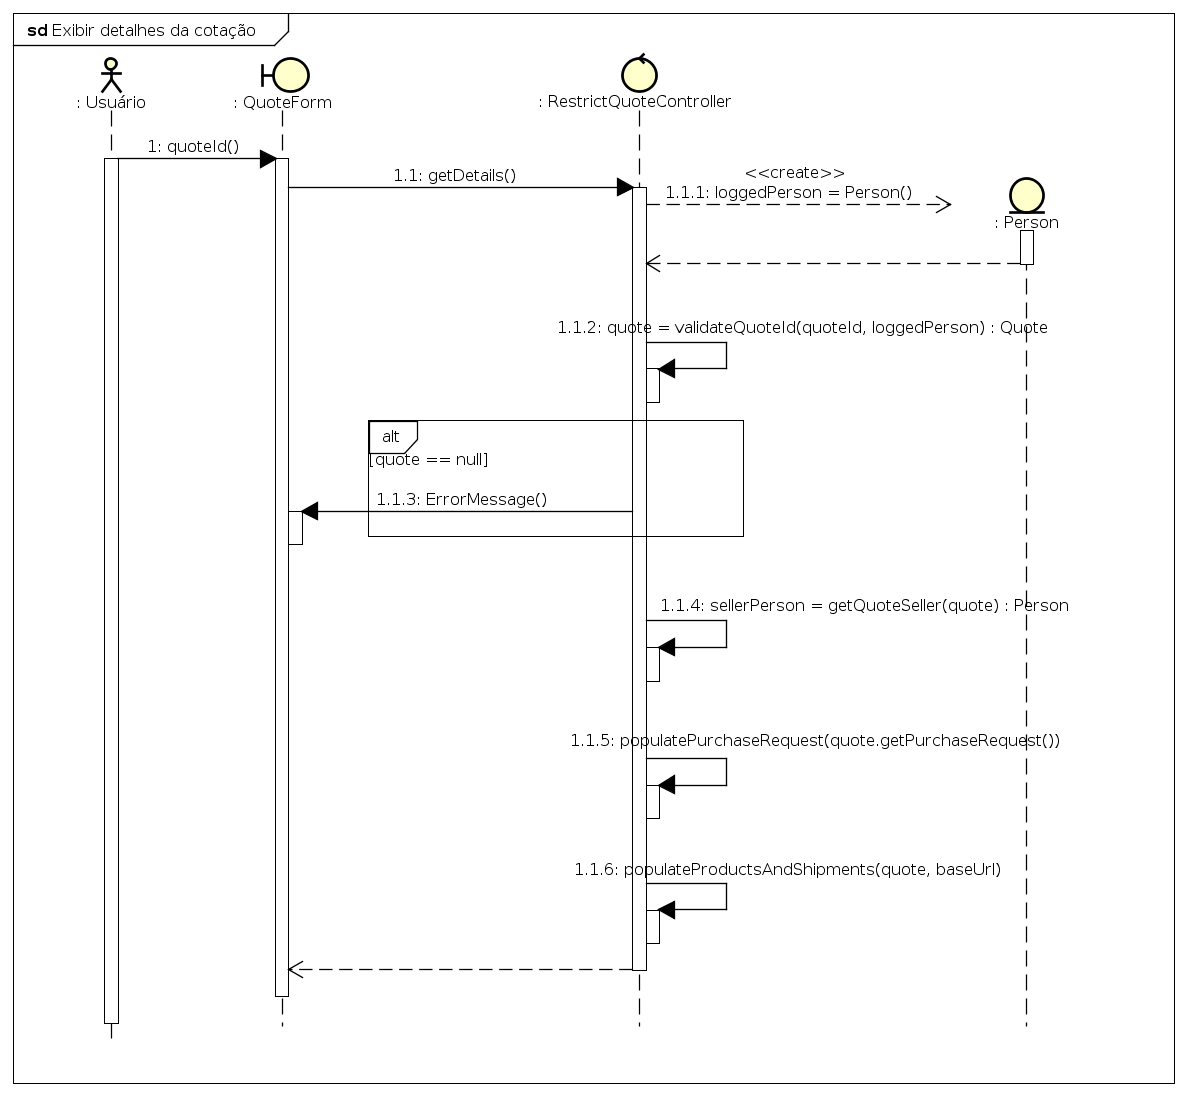 sd Exibir detalhes da cotação
: Usuário
: QuoteForm
: RestrictQuoteController
1: quoteId()
1.1: getDetails()
<<create>>
1.1.1: loggedPerson = Person()
: Person
1.1.2: quote = validateQuoteId(quoteId, loggedPerson) : Quote
alt
[quote == null]
1.1.3: ErrorMessage()
1.1.4: sellerPerson = getQuoteSeller(quote) : Person
1.1.5: populatePurchaseRequest(quote.getPurchaseRequest())
1.1.6: populateProductsAndShipments(quote, baseUrl)